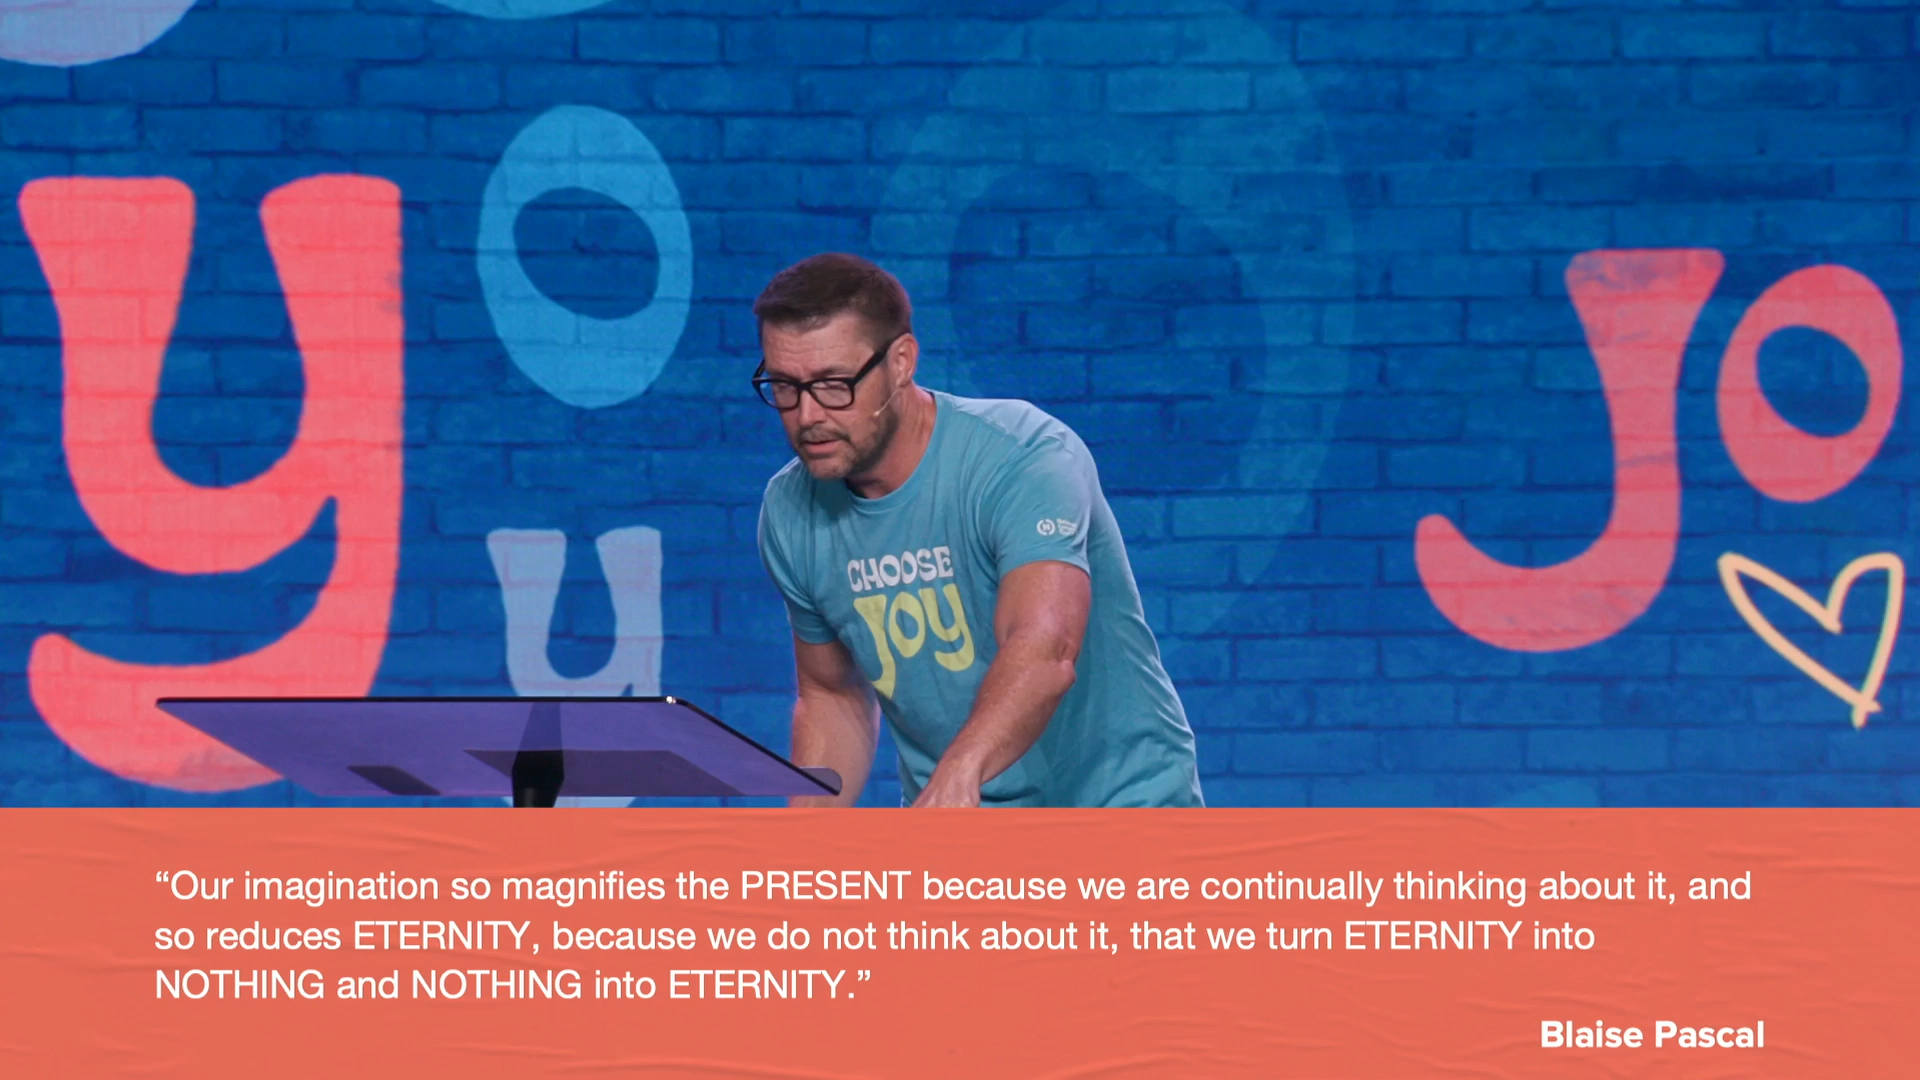 y o
u
Jo
CHOOSE
Joy
“Our imagination so magnifies the PRESENT because we are continually thinking about it, and
so reduces ETERNITY, because we do not think about it, that we turn ETERNITY into
NOTHING and NOTHING into ETERNITY.”
Blaise Pascal